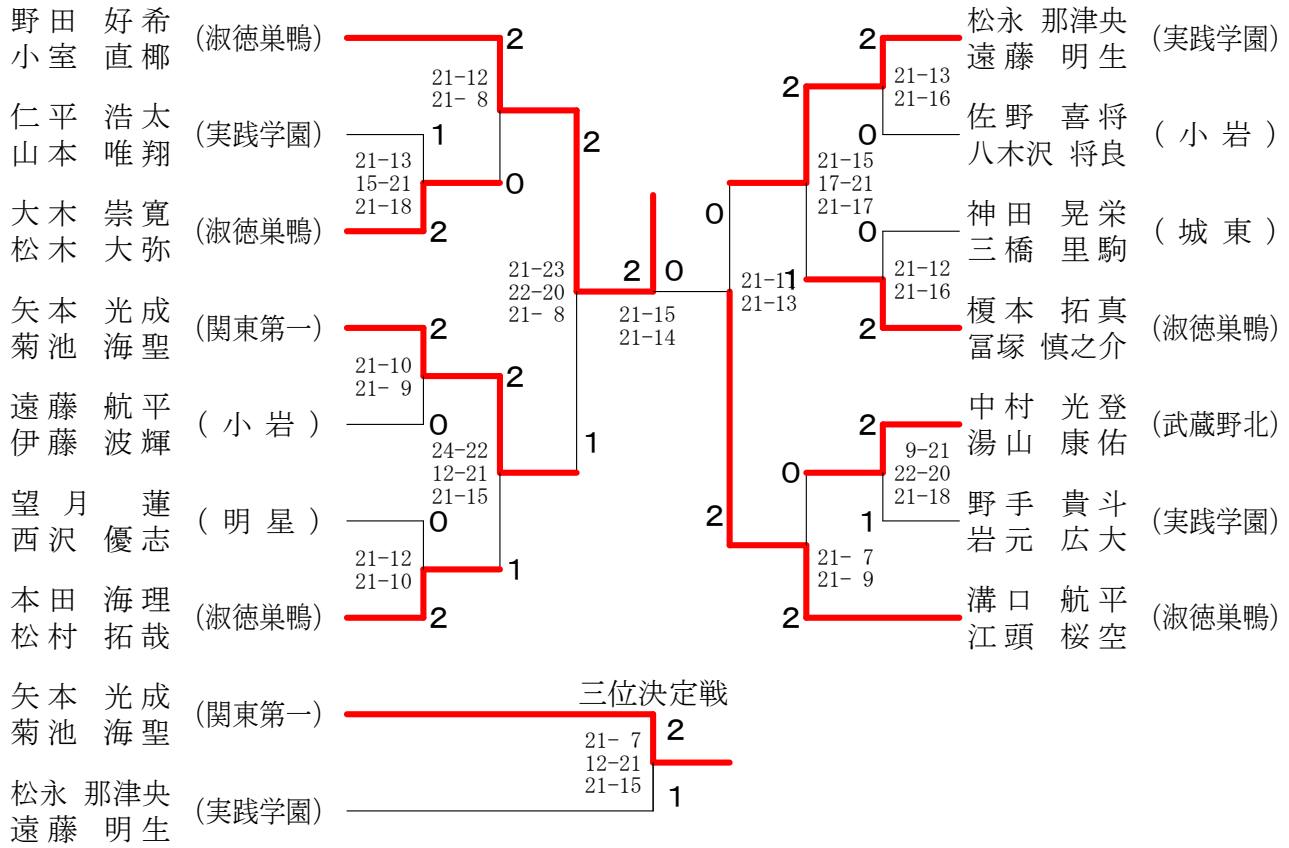 野田 好希
小室 直椰
(淑徳巣鴨)
2
21-12
21- 8
仁平 浩太
山本 唯翔
(実践学園)
1
21-13
15-21
21-18
0
大木 崇寛
松木 大弥
(淑徳巣鴨)
2
2
21-23
22-20
21- 8
矢本 光成
菊池 海聖
(関東第一)
2
21-10
21- 9
2
遠藤 航平
伊藤 波輝
(小岩)
0
24-22
12-21
21-15
1
望月 蓮
西沢 優志
(明星)
0
21-12
21-10
1
本田 海理
松村 拓哉
(淑徳巣鴨)
2
2
0
21-15
21-14
松永 那津央
遠藤 明生
(実践学園)
2
21-13
21-16
2
佐野 喜将
八木沢 将良
(小岩)
0
21-15
17-21
21-17
0
神田 晃栄
三橋 里駒
(城東)
0
21-12
21-16
1
21-13
榎本 拓真
冨塚 慎之介
(淑徳巣鴨)
2
中村 光登
湯山 康佑
(武蔵野北)
2
9-21
22-20
21-18
0
野手 貴斗
岩元 広大
(実践学園)
1
2
21- 7
21- 9
溝口 航平
江頭 桜空
(淑徳巣鴨)
2
三位決定戦
矢本 光成
菊池 海聖
(関東第一)
2
21- 7
12-21
21-15
松永 那津央
遠藤 明生
(実践学園)
1